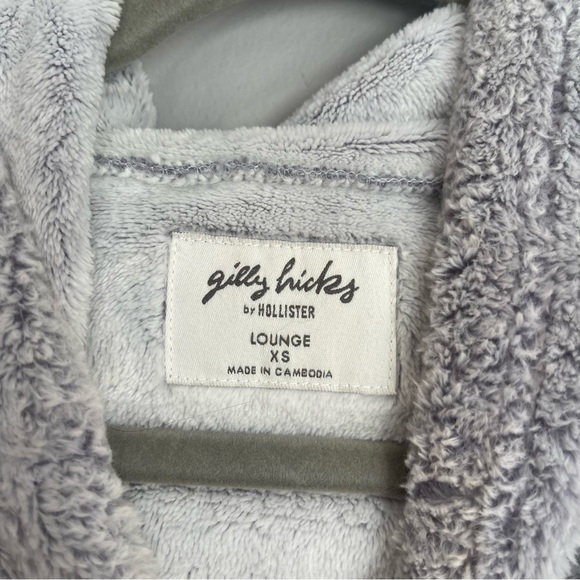 gilly hicks
by HOLLISTER
LOUNGE
XS
MADE IN CAMBODIA